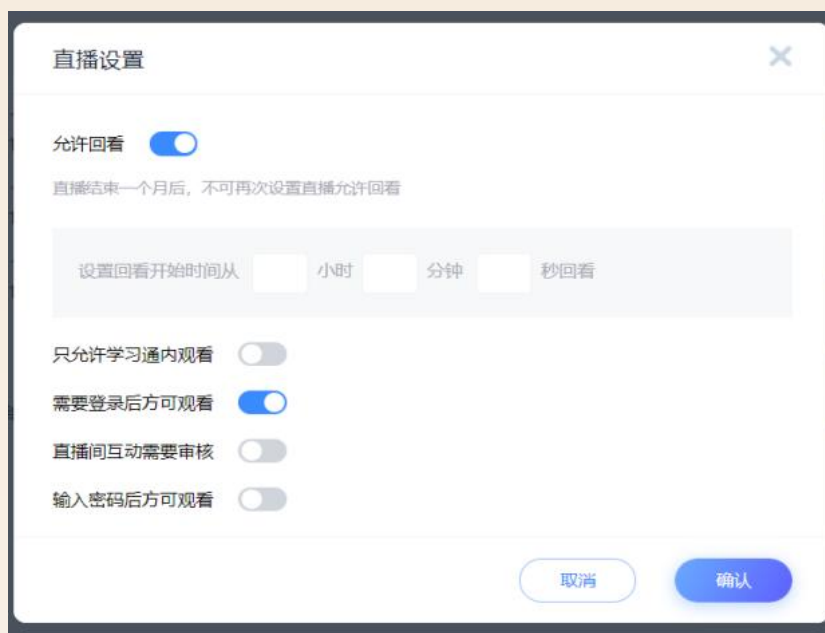 直播设置
允许回看
直播结束一个月后，不可再次设置直播允许回看
设置回看开始时间从 小时 分钟 秒回看
只允许学习通内观看
需要登录后方可观看
直播间互动需要审核
输入密码后方可观看
取消 确认